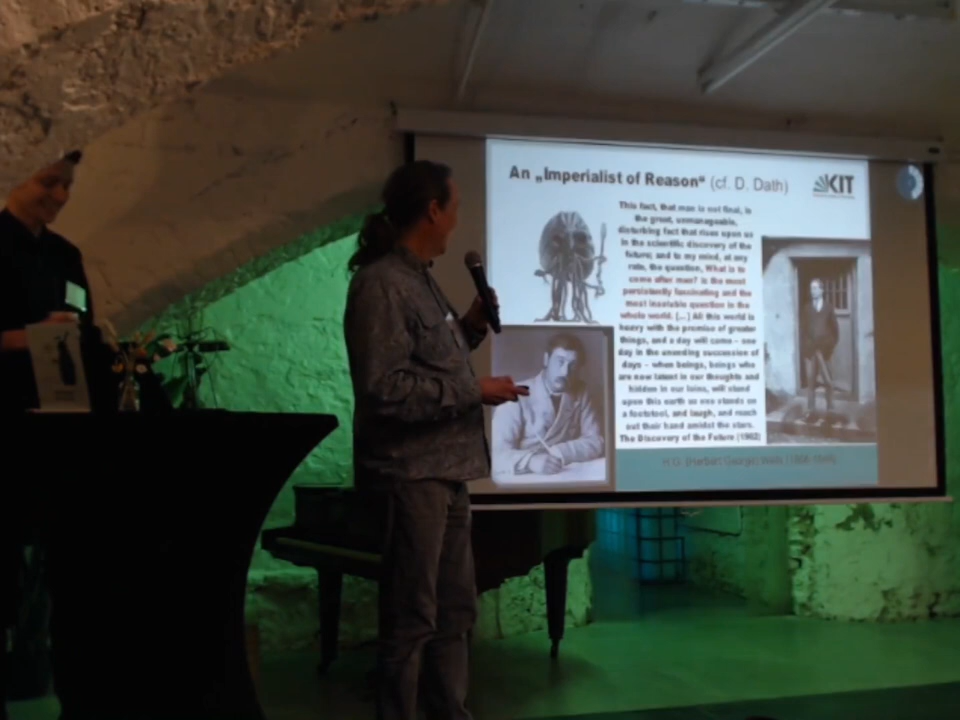 An „Imperialist of Reason“ (cf. D. Dath)
KIT
This fact, that man is not final, is
the great, unmanageable,
disturbing fact that rises upon us
in the scientific discovery of the
future; and to my mind, at any
rate, the question, What is to
come after man? is the most
persistently fascinating and the
most insoluble question in the
whole world. [...] All this world is
heavy with the promise of greater
things, and a day will come – one
day in the unending succession of
days – when beings, beings who
are now latent in our thoughts and
hidden in our loins, will stand
upon this earth as one stands on
a footstool, and laugh, and reach
out their hand amidst the stars.
The Discovery of the Future (1902)
H.G. (Herbert George) Wells (1866-1946)